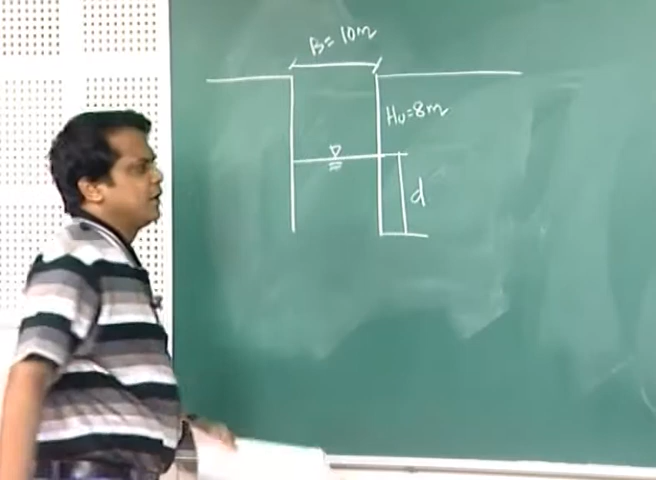 B = 10m
Hu = 8m
d